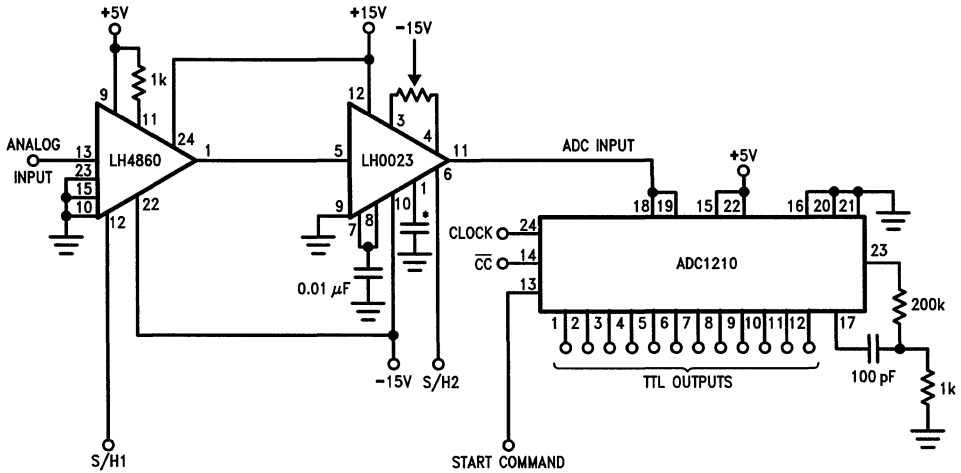 +5V
+15V
-15V
1k
9
11
24
12
3
4
ANALOG
INPUT
13
23
15
10
LH4860
1
12
22
5
LH0023
11
6
1
*
10
9
7
8
0.01 μF
-15V
S/H2
S/H1
ADC INPUT
+5V
18
19
15
22
16
20
21
CLOCK
24
CC
14
13
ADC1210
23
200k
1
2
3
4
5
6
7
8
9
10
11
12
17
100 pF
1k
TTL OUTPUTS
START COMMAND